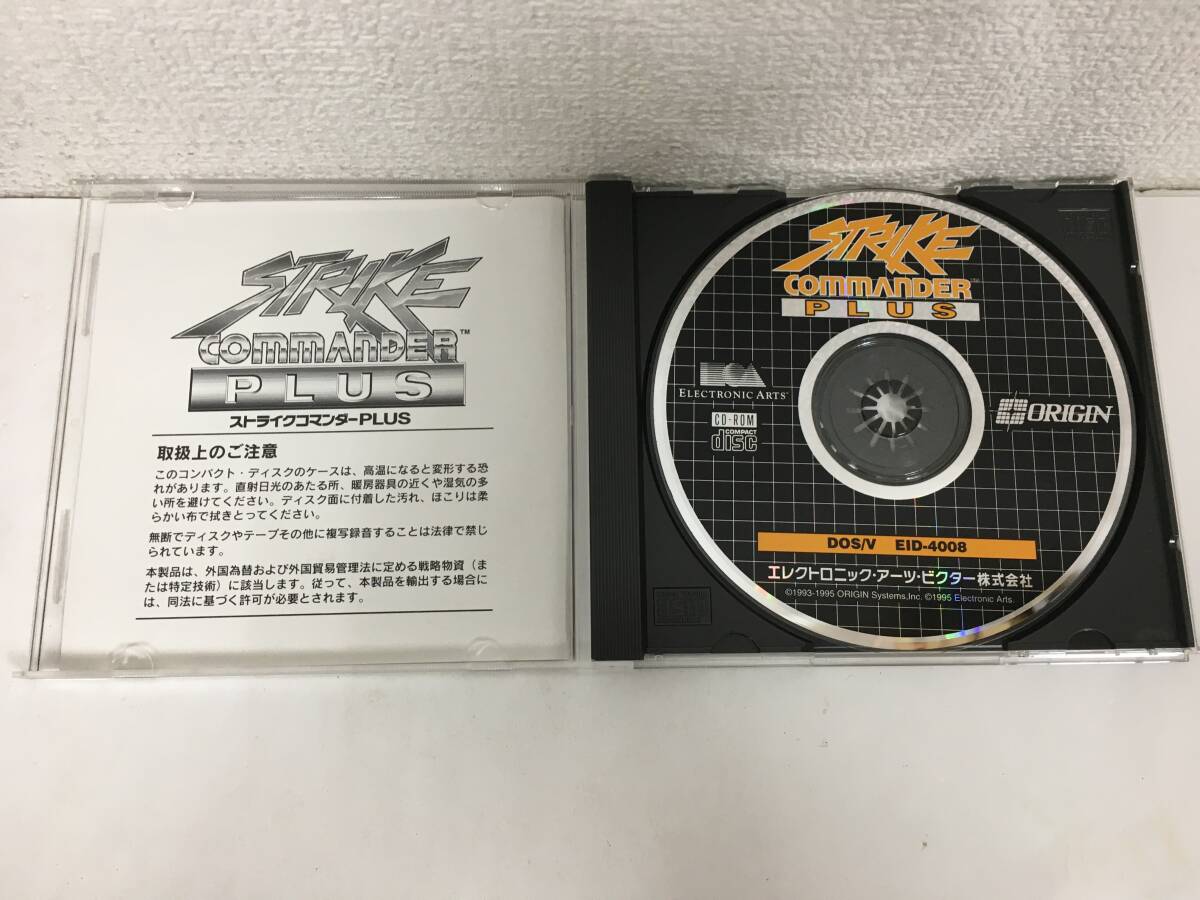 STRIKE
COMMANDER™
PLUS
ストライクコマンダーPLUS
取扱上のご注意
このコンパクト・ディスクのケースは、高温になると変形する恐
れがあります。直射日光のあたる所、暖房器具の近くや湿気の多
い所を避けてください。ディスク面に付着した汚れ、ほこりは柔
らかい布で拭きとってください。
無断でディスクやテープその他に複写録音することは法律で禁じ
られています。
本製品は、外国為替および外国貿易管理法に定める戦略物資（ま
たは特定技術）に該当します。従って、本製品を輸出する場合に
は、同法に基づく許可が必要とされます。
STRIKE
COMMANDER™
PLUS
ELECTRONIC ARTS
CD-ROM
COMPACT
disc
ORIGIN
DOS/V EID-4008
エレクトロニック・アーツ・ビクター株式会社
©1993-1995 ORIGIN Systems,Inc. ©1995 Electronic Arts.